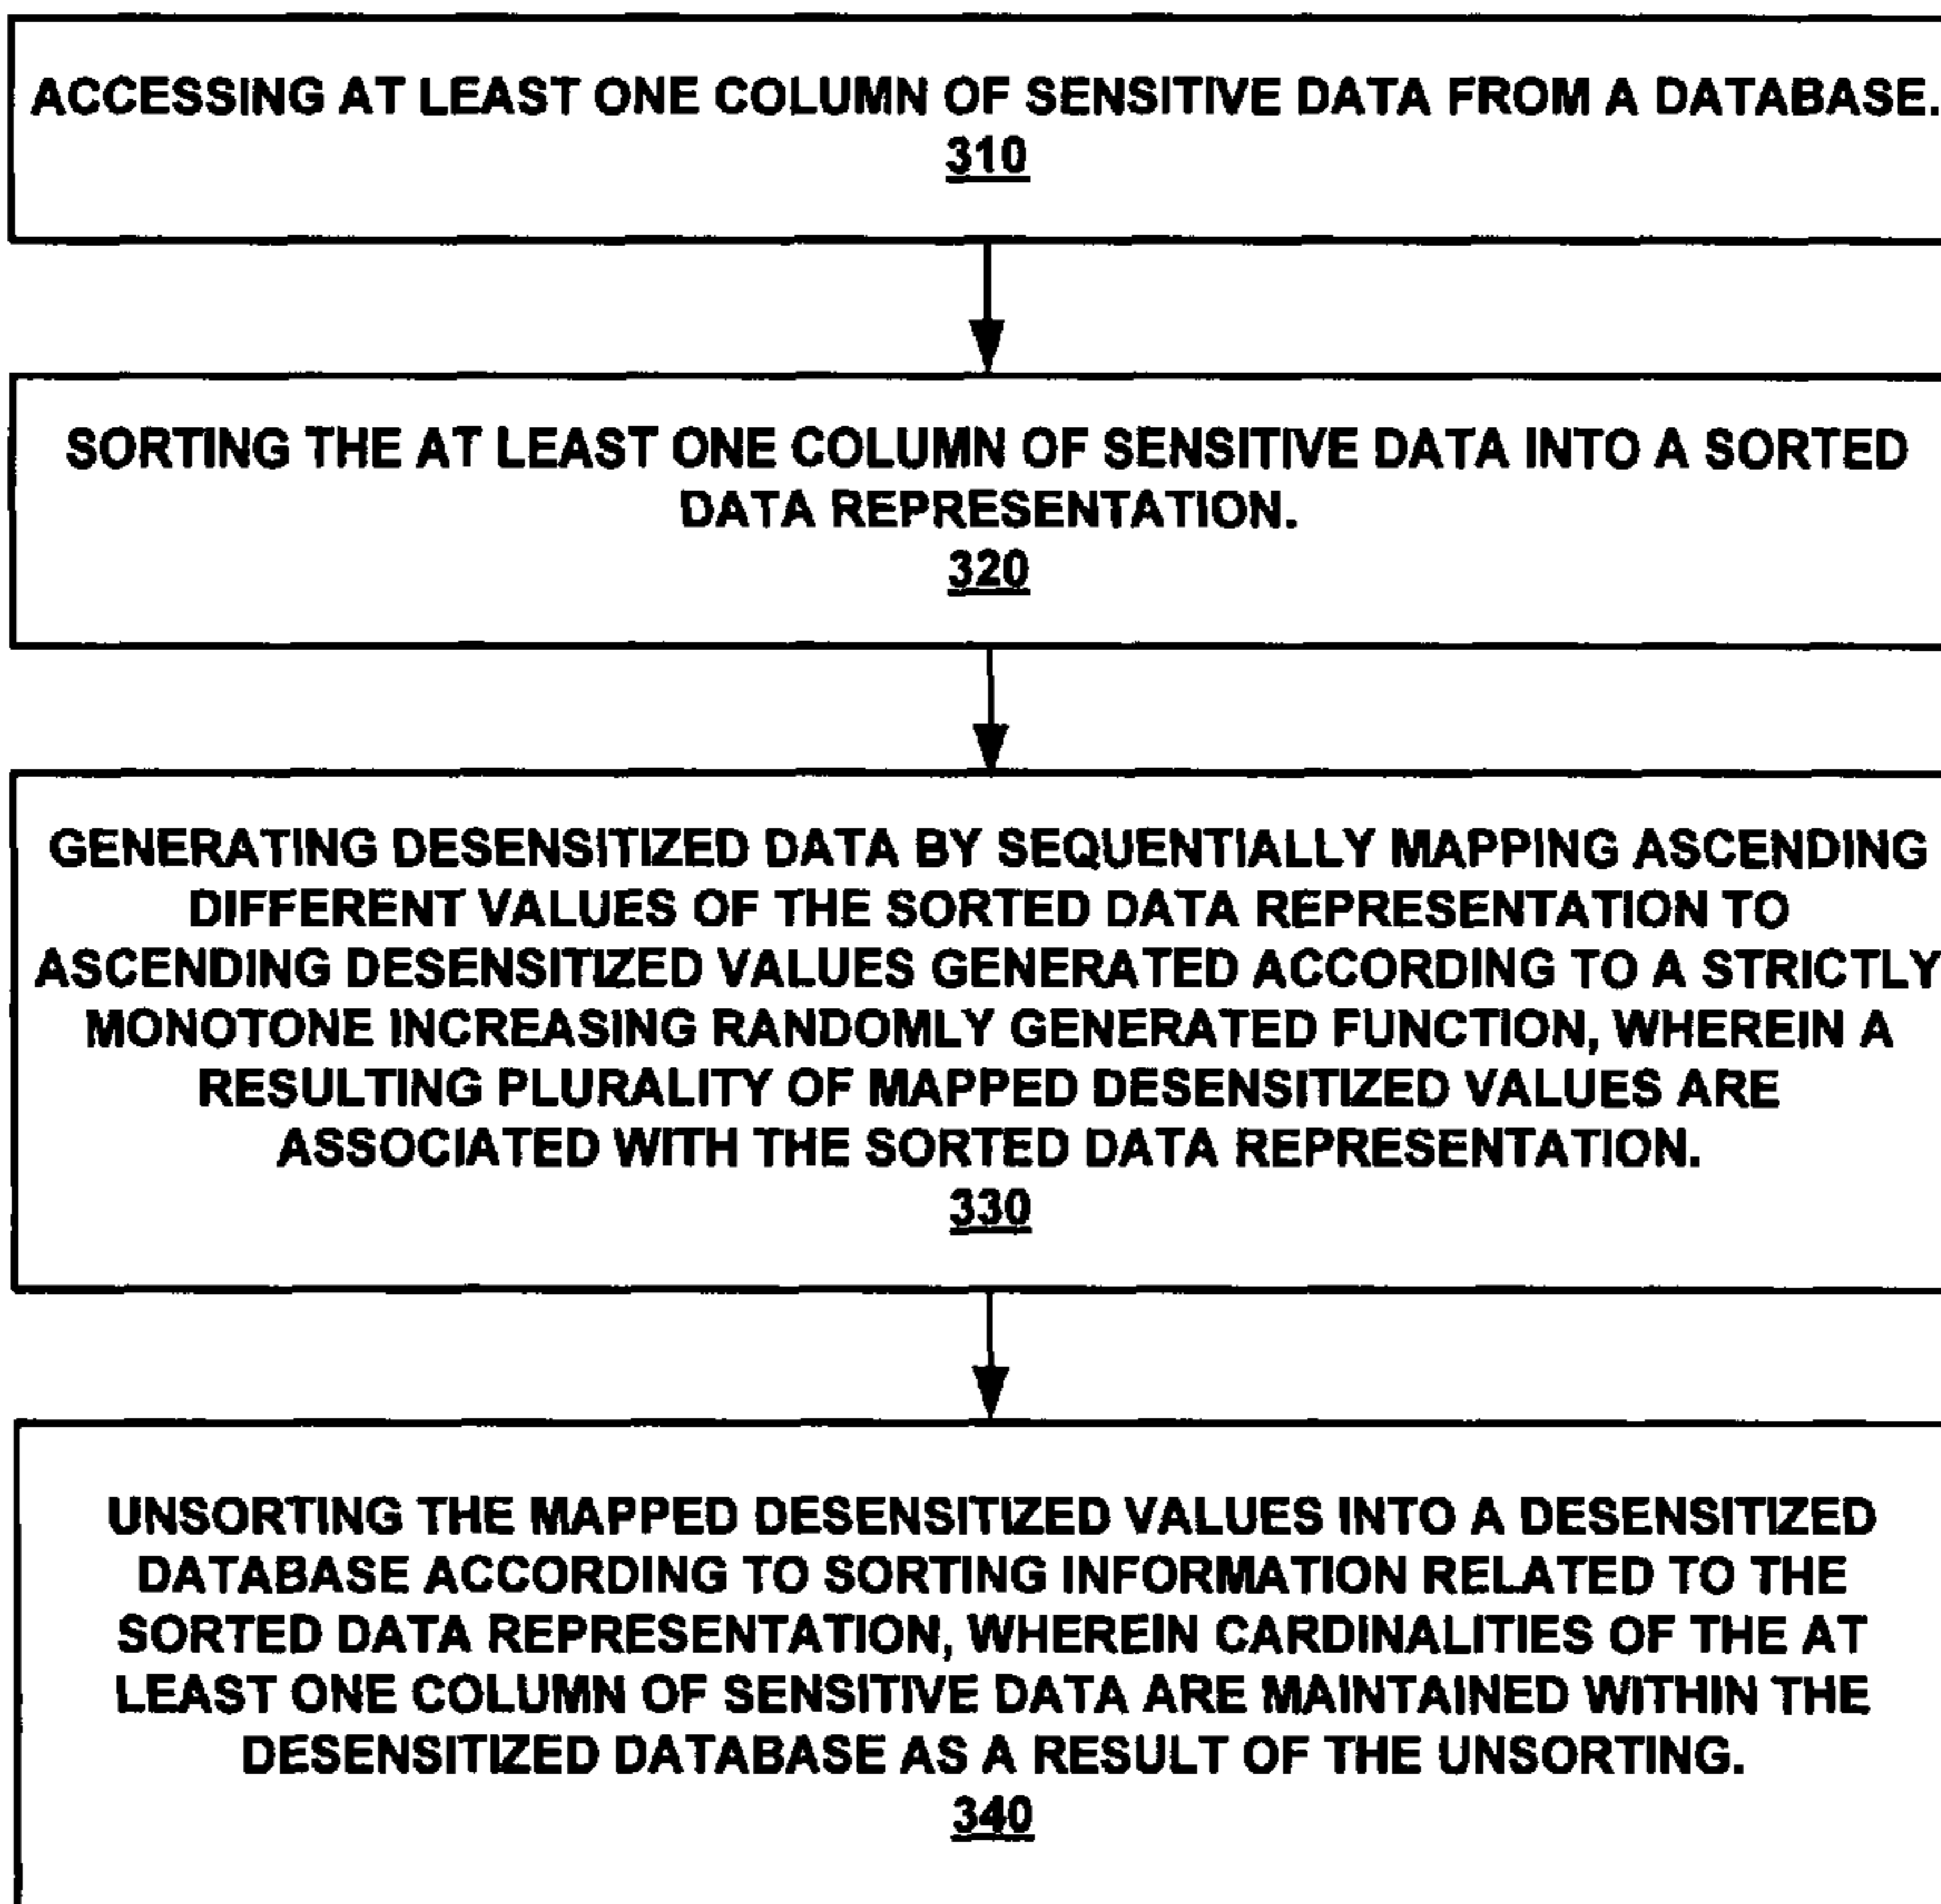 ACCESSING AT LEAST ONE COLUMN OF SENSITIVE DATA FROM A DATABASE.
310
SORTING THE AT LEAST ONE COLUMN OF SENSITIVE DATA INTO A SORTED
DATA REPRESENTATION.
320
GENERATING DESENSITIZED DATA BY SEQUENTIALLY MAPPING ASCENDING
DIFFERENT VALUES OF THE SORTED DATA REPRESENTATION TO
ASCENDING DESENSITIZED VALUES GENERATED ACCORDING TO A STRICTLY
MONOTONE INCREASING RANDOMLY GENERATED FUNCTION, WHEREIN A
RESULTING PLURALITY OF MAPPED DESENSITIZED VALUES ARE
ASSOCIATED WITH THE SORTED DATA REPRESENTATION.
330
UNSORTING THE MAPPED DESENSITIZED VALUES INTO A DESENSITIZED
DATABASE ACCORDING TO SORTING INFORMATION RELATED TO THE
SORTED DATA REPRESENTATION, WHEREIN CARDINALITIES OF THE AT
LEAST ONE COLUMN OF SENSITIVE DATA ARE MAINTAINED WITHIN THE
DESENSITIZED DATABASE AS A RESULT OF THE UNSORTING.
340